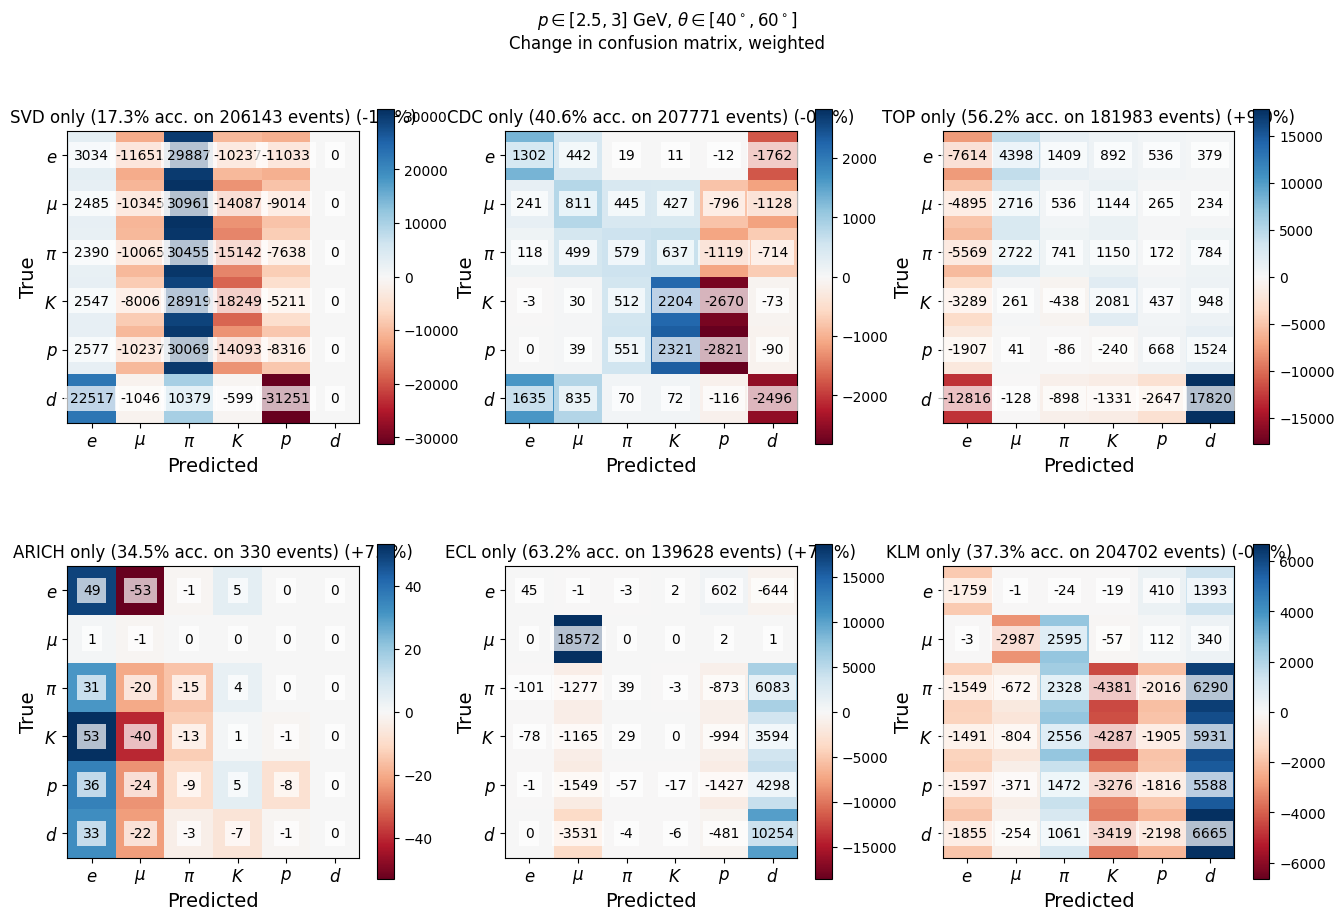 p ∈ [2.5, 3] GeV, θ ∈ [40°, 60°]
Change in confusion matrix, weighted
SVD only (17.3% acc. on 206143 events)
e 3034 -11651 29887 -10237 -11033 0
μ 2485 -10345 30961 -14087 -9014 0
π 2390 -10065 30455 -15142 -7638 0
K 2547 -8006 28919 -18249 -5211 0
p 2577 -10237 30069 -14093 -8316 0
d 22517 -1046 10379 -599 -31251 0
e μ π K p d
True
Predicted
30000
20000
10000
0
−10000
−20000
−30000
CDC only (40.6% acc. on 207771 events)
e 1302 442 19 11 -12 -1762
μ 241 811 445 427 -796 -1128
π 118 499 579 637 -1119 -714
K -3 30 512 2204 -2670 -73
p 0 39 551 2321 -2821 -90
d 1635 835 70 72 -116 -2496
e μ π K p d
True
Predicted
2000
1000
0
−1000
−2000
TOP only (56.2% acc. on 181983 events)
e -7614 4398 1409 892 536 379
μ -4895 2716 536 1144 265 234
π -5569 2722 741 1150 172 784
K -3289 261 -438 2081 437 948
p -1907 41 -86 -240 668 1524
d -12816 -128 -898 -1331 -2647 17820
e μ π K p d
True
Predicted
15000
10000
5000
0
−5000
−10000
−15000
ARICH only (34.5% acc. on 330 events)
e 49 -53 -1 5 0 0
μ 1 -1 0 0 0 0
π 31 -20 -15 4 0 0
K 53 -40 -13 1 -1 0
p 36 -24 -9 5 -8 0
d 33 -22 -3 -7 -1 0
e μ π K p d
True
Predicted
40
20
0
−20
−40
ECL only (63.2% acc. on 139628 events)
e 45 -1 -3 2 602 -644
μ 0 18572 0 0 2 1
π -101 -1277 39 -3 -873 6083
K -78 -1165 29 0 -994 3594
p -1 -1549 -57 -17 -1427 4298
d 0 -3531 -4 -6 -481 10254
e μ π K p d
True
Predicted
15000
10000
5000
0
−5000
−10000
−15000
KLM only (37.3% acc. on 204702 events)
e -1759 -1 -24 -19 410 1393
μ -3 -2987 2595 -57 112 340
π -1549 -672 2328 -4381 -2016 6290
K -1491 -804 2556 -4287 -1905 5931
p -1597 -371 1472 -3276 -1816 5588
d -1855 -254 1061 -3419 -2198 6665
e μ π K p d
True
Predicted
6000
4000
2000
0
−2000
−4000
−6000